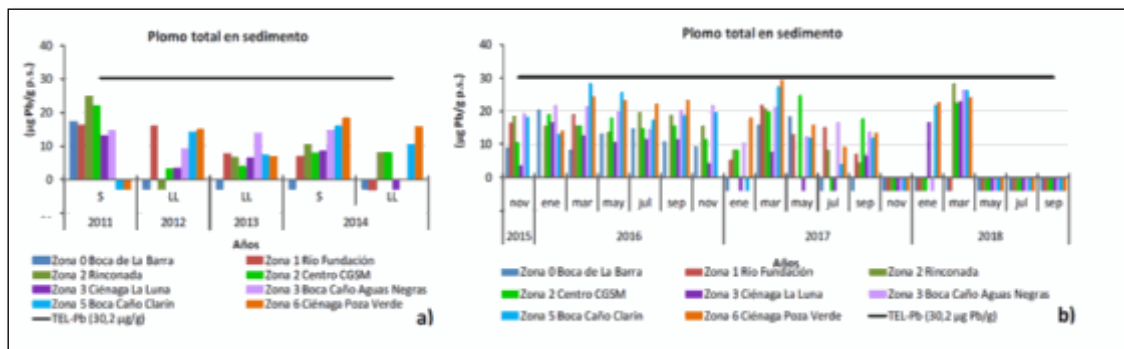 Plomo total en sedimento
(µg Pb/g p.s.)
40
30
20
10
0
S
LL
LL
S
LL
2011
2012
2013
2014
Años
Zona 0 Boca de La Barra
Zona 1 Río Fundación
Zona 2 Rinconada
Zona 2 Centro CGSM
Zona 3 Ciénaga La Luna
Zona 3 Boca Caño Aguas Negras
Zona 5 Boca Caño Clarín
Zona 6 Ciénaga Poza Verde
TEL-Pb (30,2 µg/g)
a)
Plomo total en sedimento
(µg Pb/g p.s.)
40
30
20
10
0
nov ene mar may jul sep nov ene mar may jul sep nov ene mar may jul sep
2015 2016 2017 2018
Años
Zona 0 Boca de La Barra Zona 1 Río Fundación Zona 2 Rinconada
Zona 2 Centro CGSM Zona 3 Ciénaga La Luna Zona 3 Boca Caño Aguas Negras
Zona 5 Boca Caño Clarín Zona 6 Ciénaga Poza Verde TEL-Pb (30,2 µg Pb/g)
b)